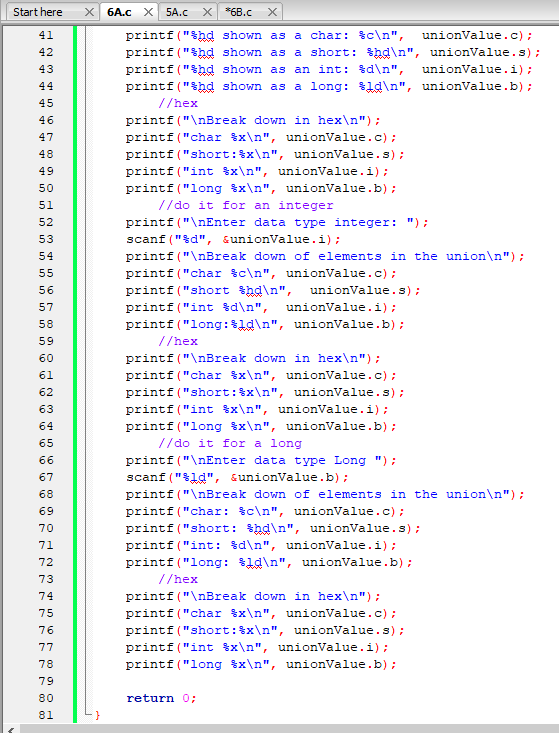 Start here 6A.c 5A.c *6B.c
41 printf("%hd shown as a char: %c\n", unionValue.c);
42 printf("%hd shown as a short: %hd\n", unionValue.s);
43 printf("%hd shown as an int: %d\n", unionValue.i);
44 printf("%hd shown as a long: %ld\n", unionValue.b);
45 //hex
46 printf("\nBreak down in hex\n");
47 printf("char %x\n", unionValue.c);
48 printf("short:%x\n", unionValue.s);
49 printf("int %x\n", unionValue.i);
50 printf("long %x\n", unionValue.b);
51 //do it for an integer
52 printf("\nEnter data type integer: ");
53 scanf("%d", &unionValue.i);
54 printf("\nBreak down of elements in the union\n");
55 printf("char %c\n", unionValue.c);
56 printf("short %hd\n", unionValue.s);
57 printf("int %d\n", unionValue.i);
58 printf("long:%ld\n", unionValue.b);
59 //hex
60 printf("\nBreak down in hex\n");
61 printf("char %x\n", unionValue.c);
62 printf("short:%x\n", unionValue.s);
63 printf("int %x\n", unionValue.i);
64 printf("long %x\n", unionValue.b);
65 //do it for a long
66 printf("\nEnter data type Long ");
67 scanf("%ld", &unionValue.b);
68 printf("\nBreak down of elements in the union\n");
69 printf("char: %c\n", unionValue.c);
70 printf("short: %hd\n", unionValue.s);
71 printf("int: %d\n", unionValue.i);
72 printf("long: %ld\n", unionValue.b);
73 //hex
74 printf("\nBreak down in hex\n");
75 printf("char %x\n", unionValue.c);
76 printf("short:%x\n", unionValue.s);
77 printf("int %x\n", unionValue.i);
78 printf("long %x\n", unionValue.b);
79
80 return 0;
81 }